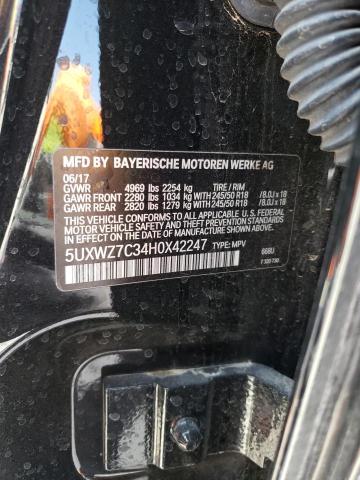 MFD BY BAYERISCHE MOTOREN WERKE AG
06/17
GVWR 4969 lbs 2254 kg TIRE / RIM
GAWR FRONT 2280 lbs 1034 kg WITH 245/50 R18 / 8.0J x 18
GAWR REAR 2820 lbs 1279 kg WITH 245/50 R18 / 8.0J x 18
THIS VEHICLE CONFORMS TO ALL APPLICABLE U.S. FEDERAL MOTOR VEHICLE SAFETY, BUMPER, AND THEFT PREVENTION STANDARDS IN EFFECT ON THE DATE OF MANUFACTURE SHOWN ABOVE.
5UXWZ7C34H0X42247 TYPE: MPV